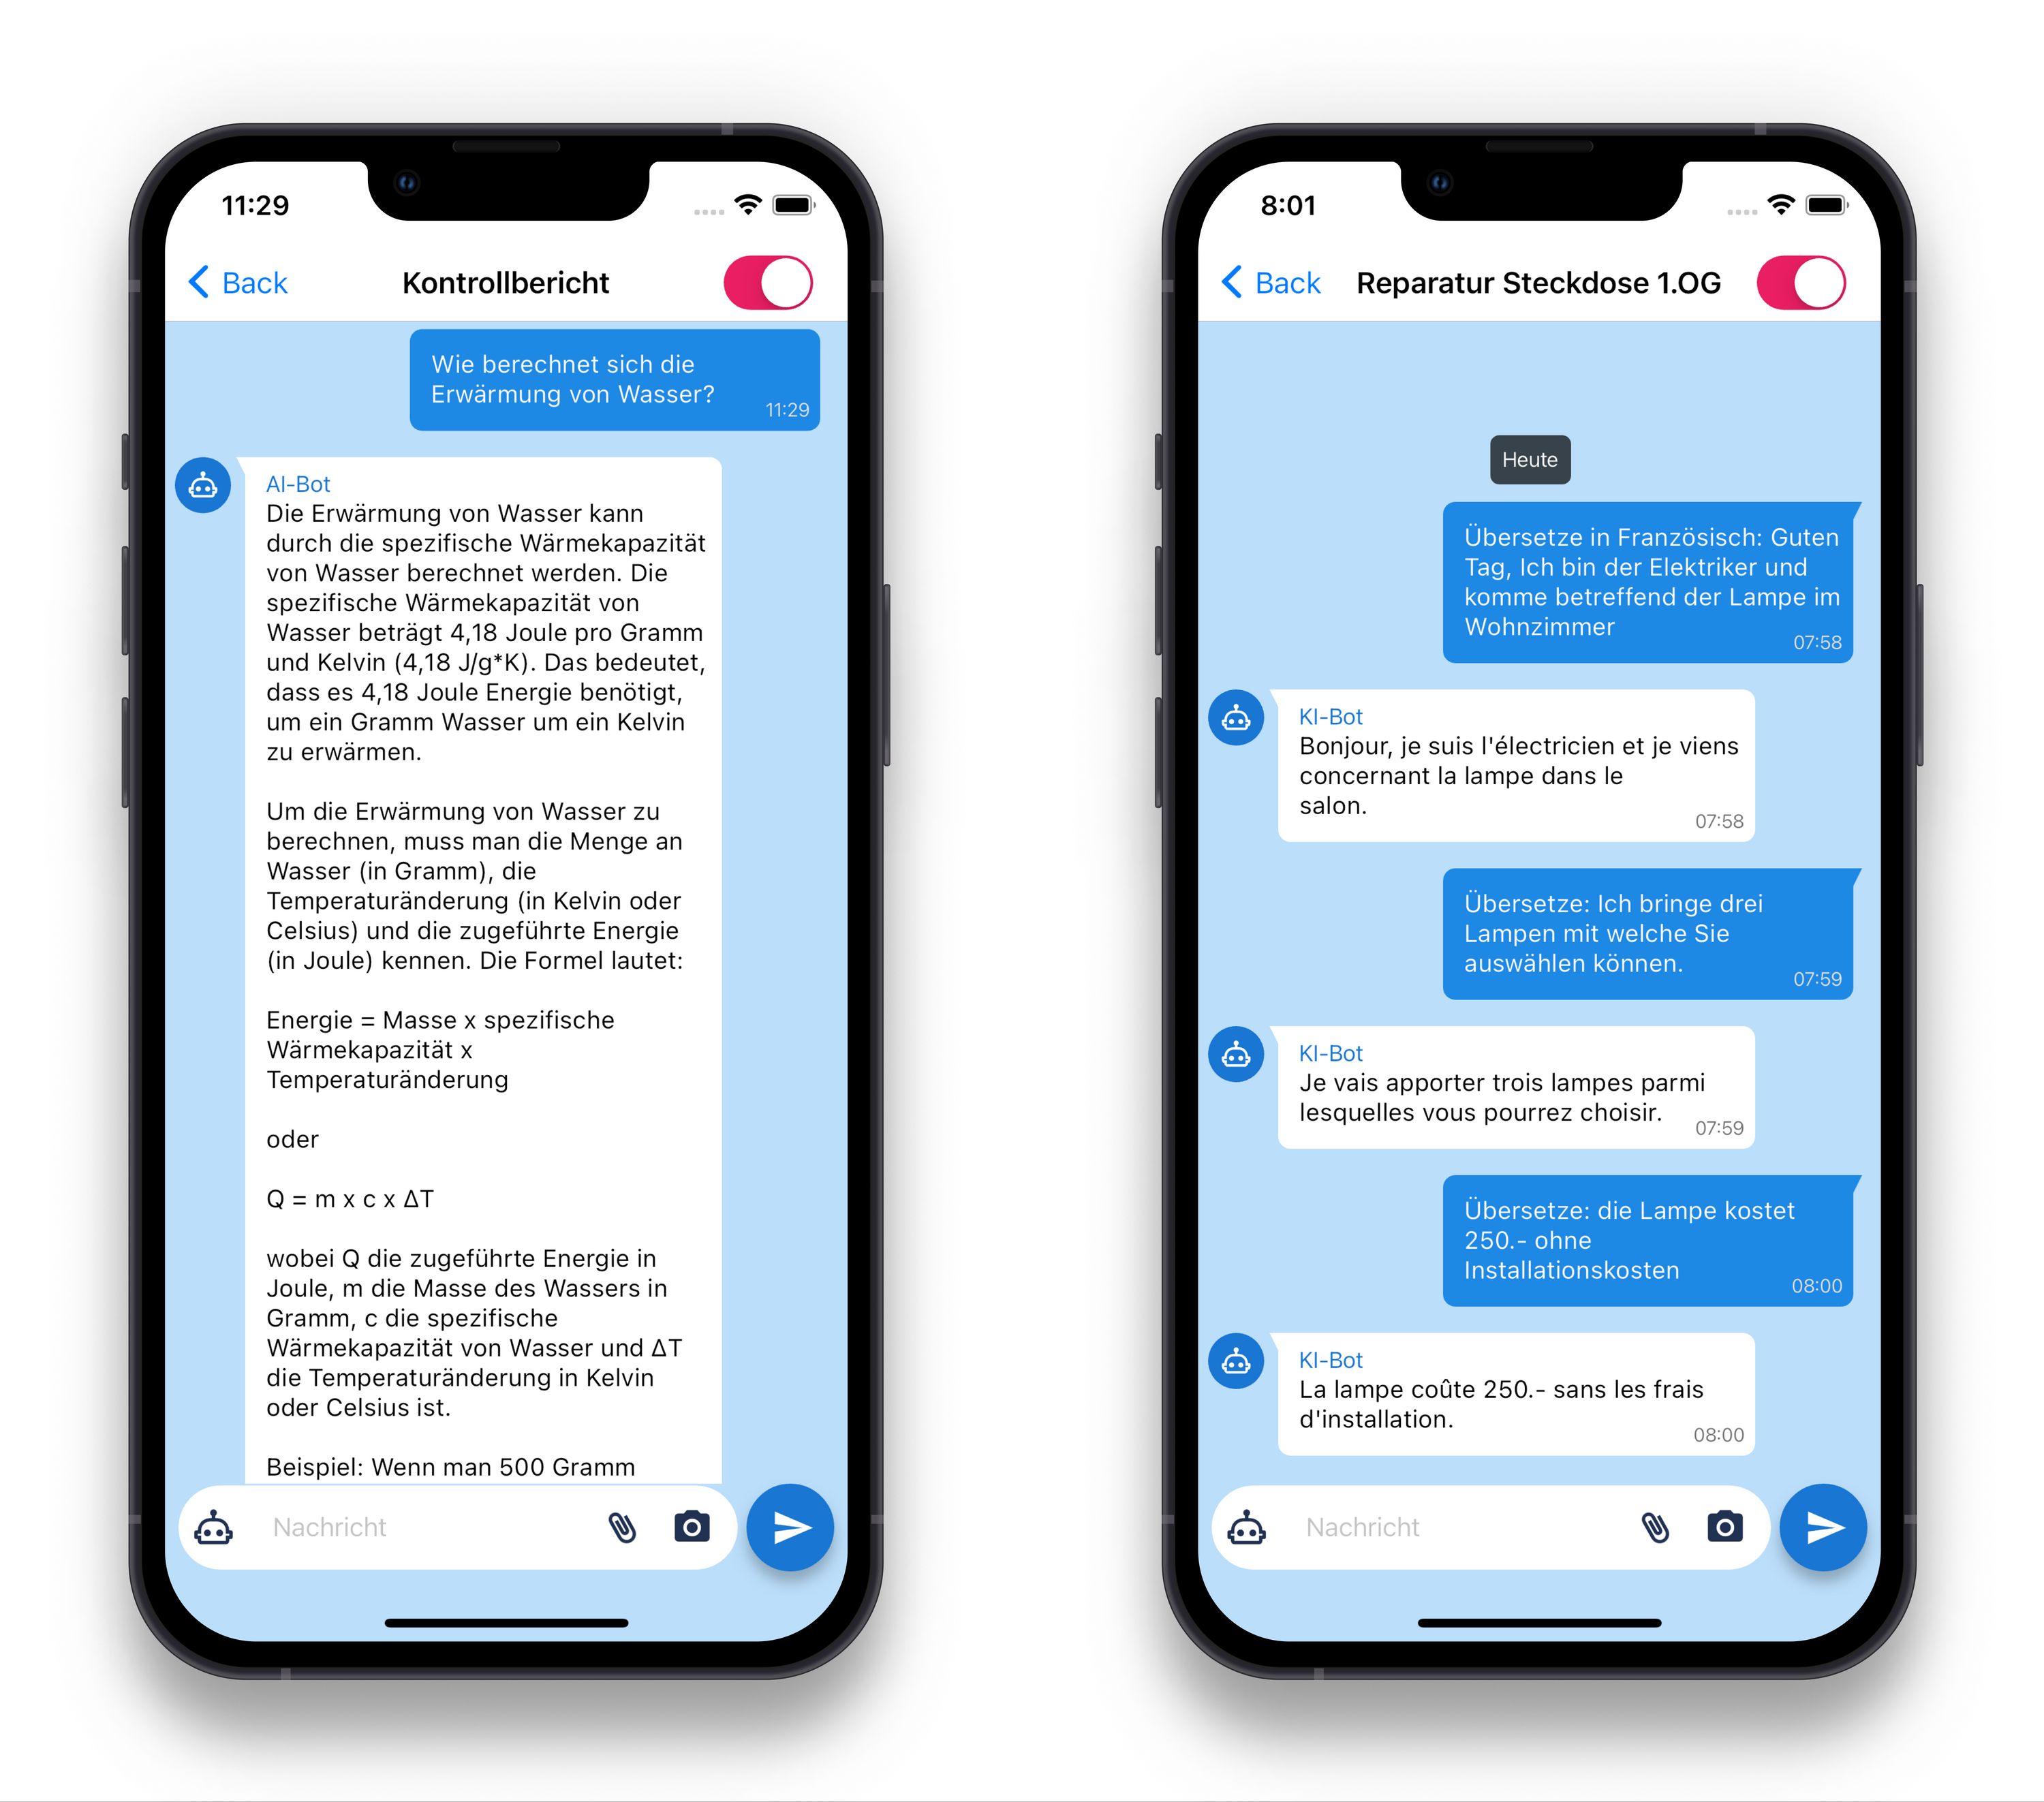 11:29
Back
Kontrollbericht
Wie berechnet sich die
Erwärmung von Wasser?
11:29
AI-Bot
Die Erwärmung von Wasser kann
durch die spezifische Wärmekapazität
von Wasser berechnet werden. Die
spezifische Wärmekapazität von
Wasser beträgt 4,18 Joule pro Gramm
und Kelvin (4,18 J/g*K). Das bedeutet,
dass es 4,18 Joule Energie benötigt,
um ein Gramm Wasser um ein Kelvin
zu erwärmen.
Um die Erwärmung von Wasser zu
berechnen, muss man die Menge an
Wasser (in Gramm), die
Temperaturänderung (in Kelvin oder
Celsius) und die zugeführte Energie
(in Joule) kennen. Die Formel lautet:
Energie = Masse x spezifische
Wärmekapazität x
Temperaturänderung
oder
Q = m x c x ΔT
wobei Q die zugeführte Energie in
Joule, m die Masse des Wassers in
Gramm, c die spezifische
Wärmekapazität von Wasser und ΔT
die Temperaturänderung in Kelvin
oder Celsius ist.
Beispiel: Wenn man 500 Gramm
Nachricht
8:01
Back
Reparatur Steckdose 1.OG
Heute
Übersetze in Französisch: Guten
Tag, Ich bin der Elektriker und
komme betreffend der Lampe im
Wohnzimmer
07:58
KI-Bot
Bonjour, je suis l'électricien et je viens
concernant la lampe dans le
salon.
07:58
Übersetze: Ich bringe drei
Lampen mit welche Sie
auswählen können.
07:59
KI-Bot
Je vais apporter trois lampes parmi
lesquelles vous pourrez choisir.
07:59
Übersetze: die Lampe kostet
250.- ohne
Installationskosten
08:00
KI-Bot
La lampe coûte 250.- sans les frais
d'installation.
08:00
Nachricht